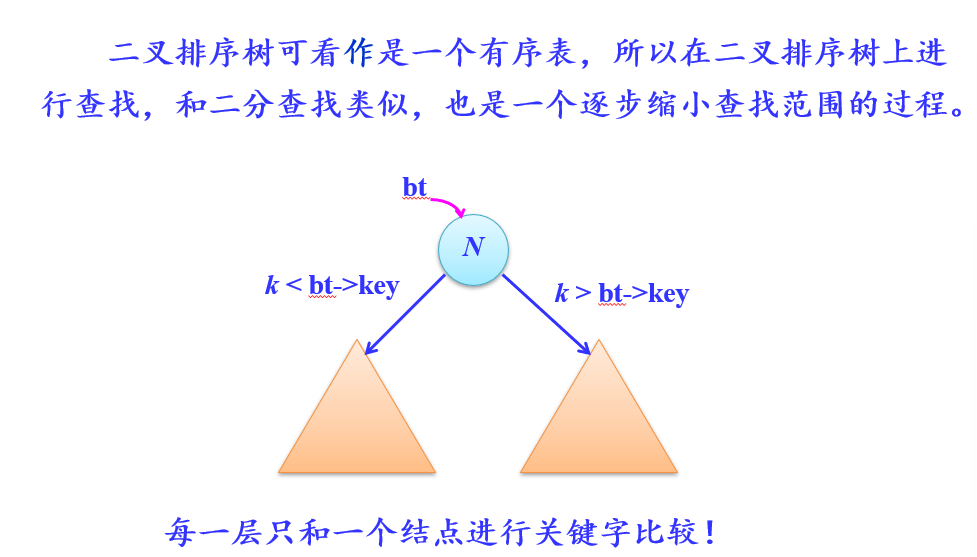 二叉排序树可看作是一个有序表，所以在二叉排序树上进
行查找，和二分查找类似，也是一个逐步缩小查找范围的过程。
bt
N
k < bt->key
k > bt->key
每一层只和一个结点进行关键字比较！